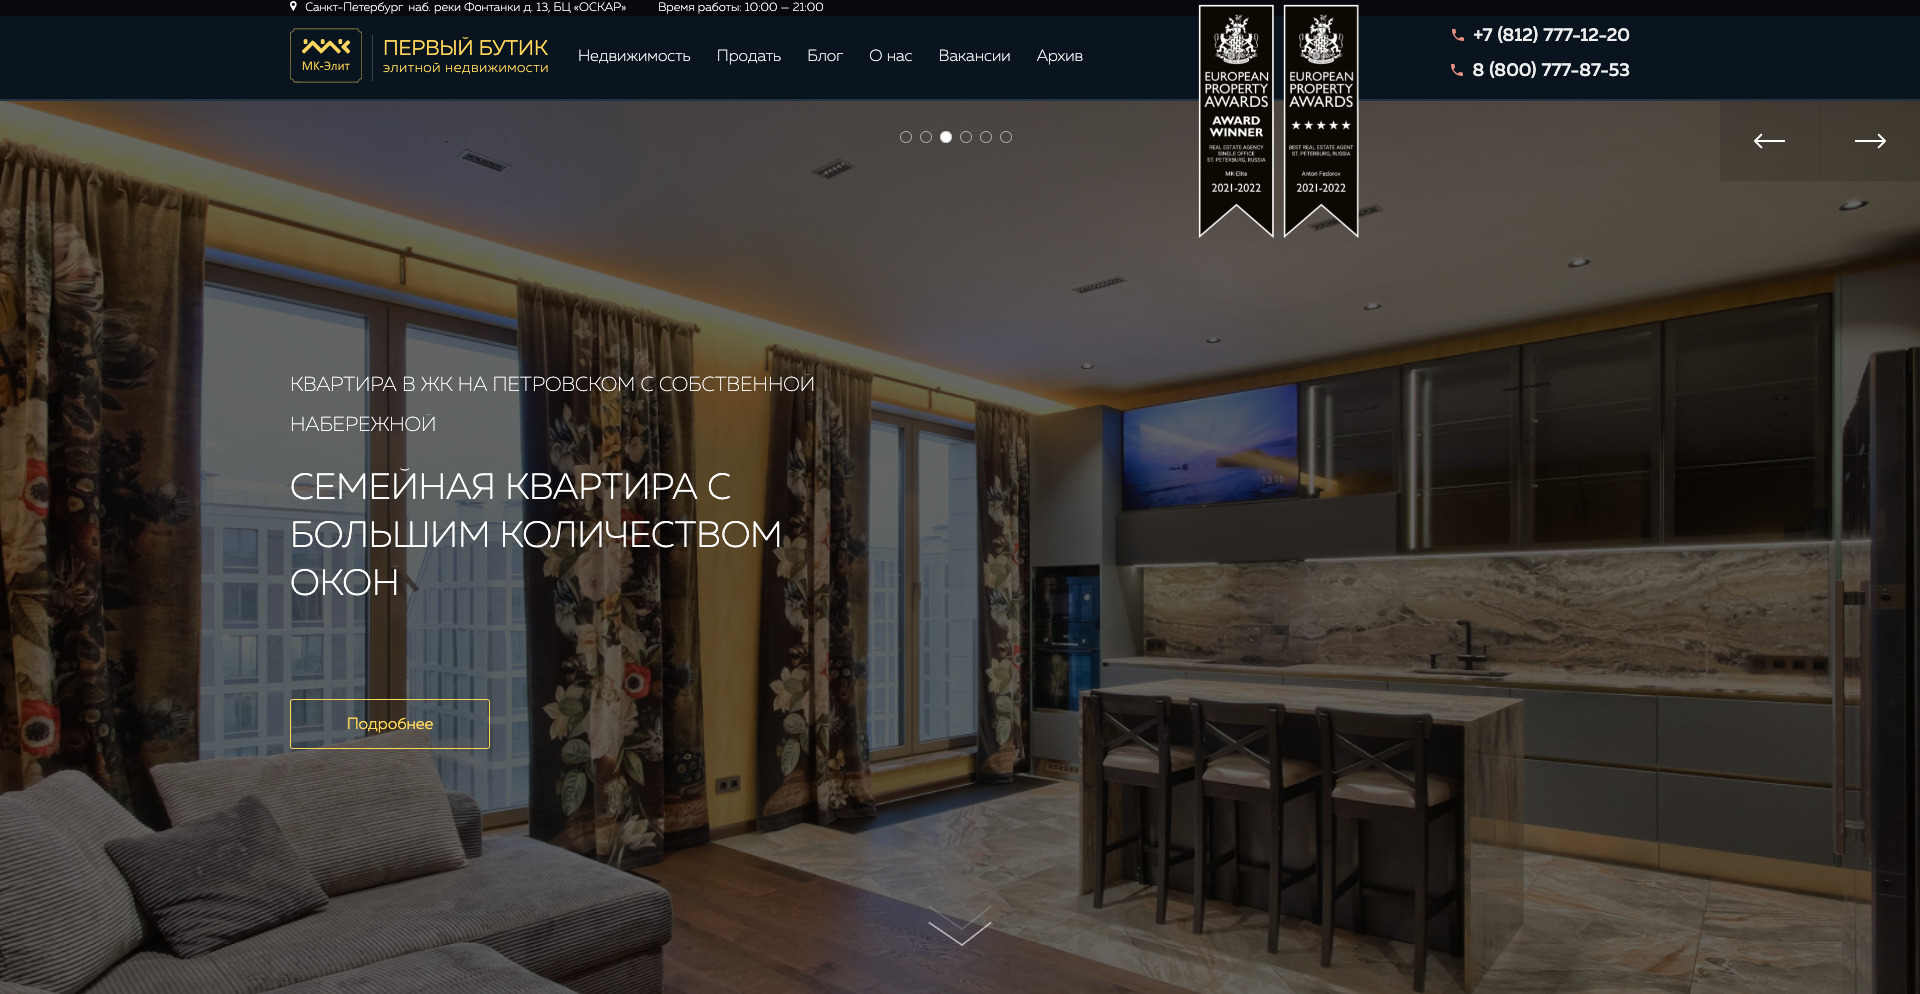 Санкт-Петербург наб. реки Фонтанки д. 13, БЦ «ОСКАР» Время работы: 10:00 — 21:00
МК-Элит
ПЕРВЫЙ БУТИК
элитной недвижимости
Недвижимость Продать Блог О нас Вакансии Архив
EUROPEAN
PROPERTY
AWARDS
AWARD
WINNER
REAL ESTATE AGENCY
SINGLE OFFICE
ST. PETERBURG, RUSSIA
MK-Elite
2021-2022
EUROPEAN
PROPERTY
AWARDS
★★★★★
BEST REAL ESTATE AGENT
ST. PETERBURG, RUSSIA
Anton Fedorov
2021-2022
+7 (812) 777-12-20
8 (800) 777-87-53
КВАРТИРА В ЖК НА ПЕТРОВСКОМ С СОБСТВЕННОЙ
НАБЕРЕЖНОЙ
СЕМЕЙНАЯ КВАРТИРА С
БОЛЬШИМ КОЛИЧЕСТВОМ
ОКОН
13:16
Подробнее